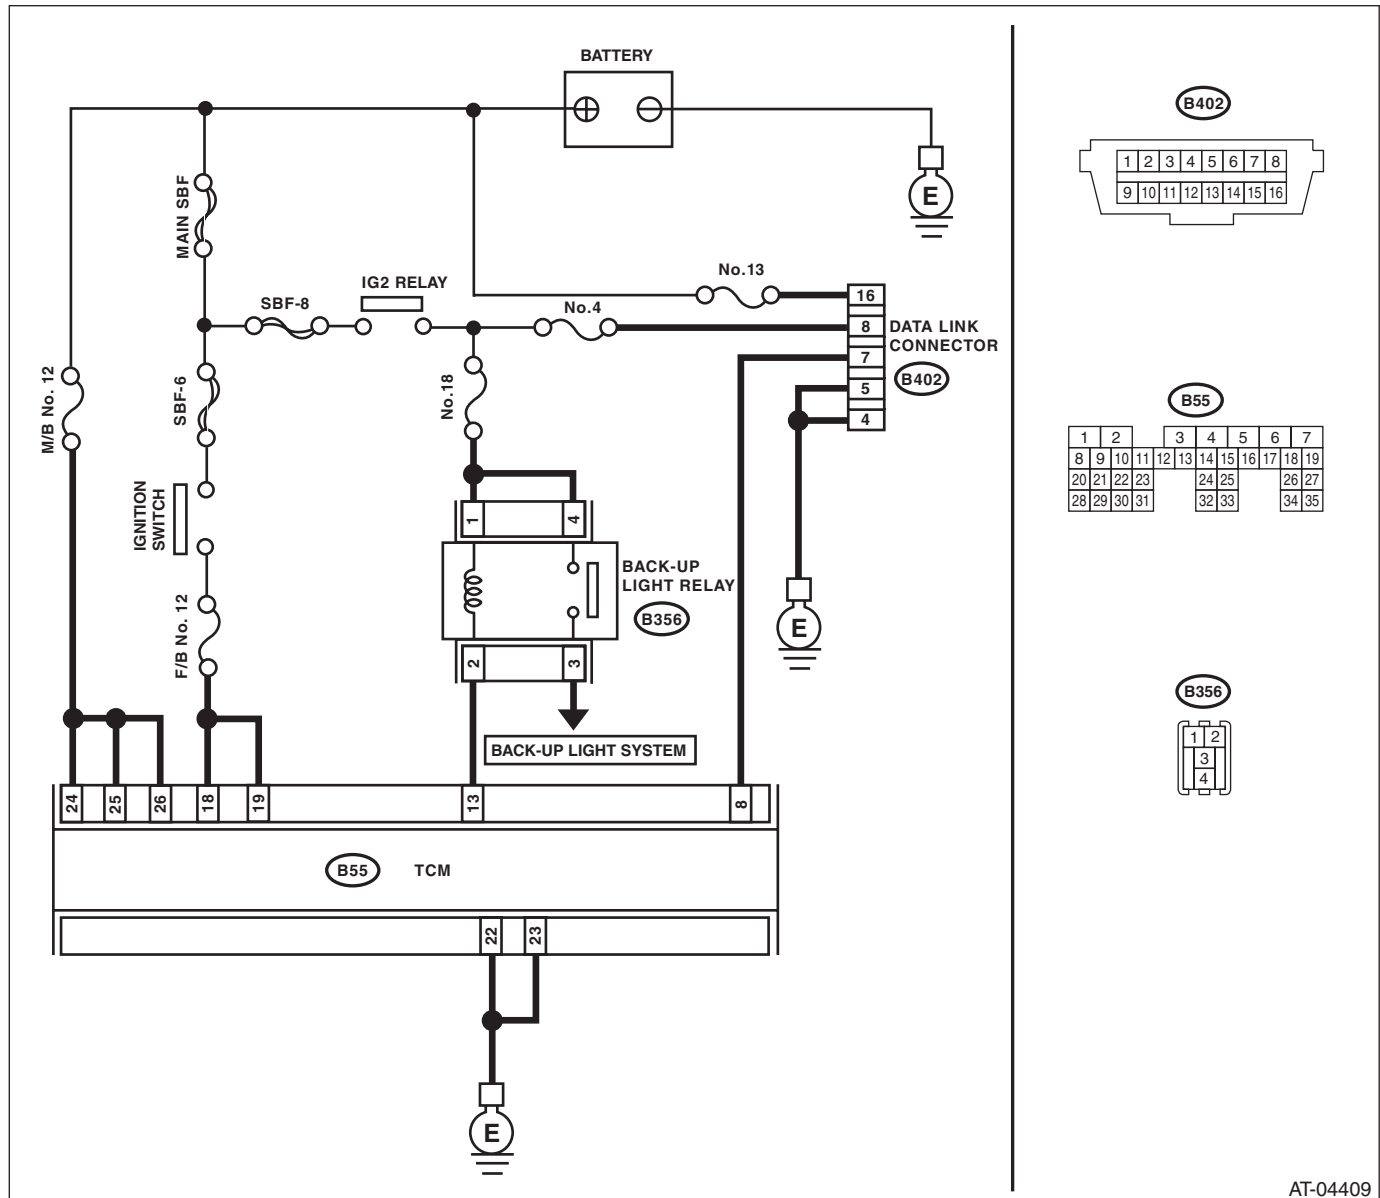 BATTERY
E
MAIN SBF
SBF-8
IG2 RELAY
No.13
No.4
16
8
7
5
4
DATA LINK
CONNECTOR
B402
M/B No. 12
SBF-6
No.18
IGNITION
SWITCH
F/B No. 12
1
4
BACK-UP
LIGHT RELAY
B356
2
3
E
BACK-UP LIGHT SYSTEM
24
25
26
18
19
13
8
B55
TCM
22
23
E
B402
1 2 3 4 5 6 7 8
9 10 11 12 13 14 15 16
B55
1 2 3 4 5 6 7
8 9 10 11 12 13 14 15 16 17 18 19
20 21 22 23 24 25 26 27
28 29 30 31 32 33 34 35
B356
1 2
3
4
AT-04409